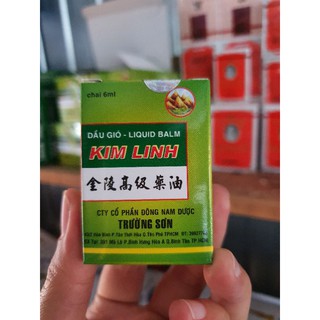 chai 6ml
DẦU GIÓ - LIQUID BALM
KIM LINH
金陵高级藥油
CTY CỔ PHẦN ĐÔNG NAM DƯỢC
TRƯỜNG SƠN